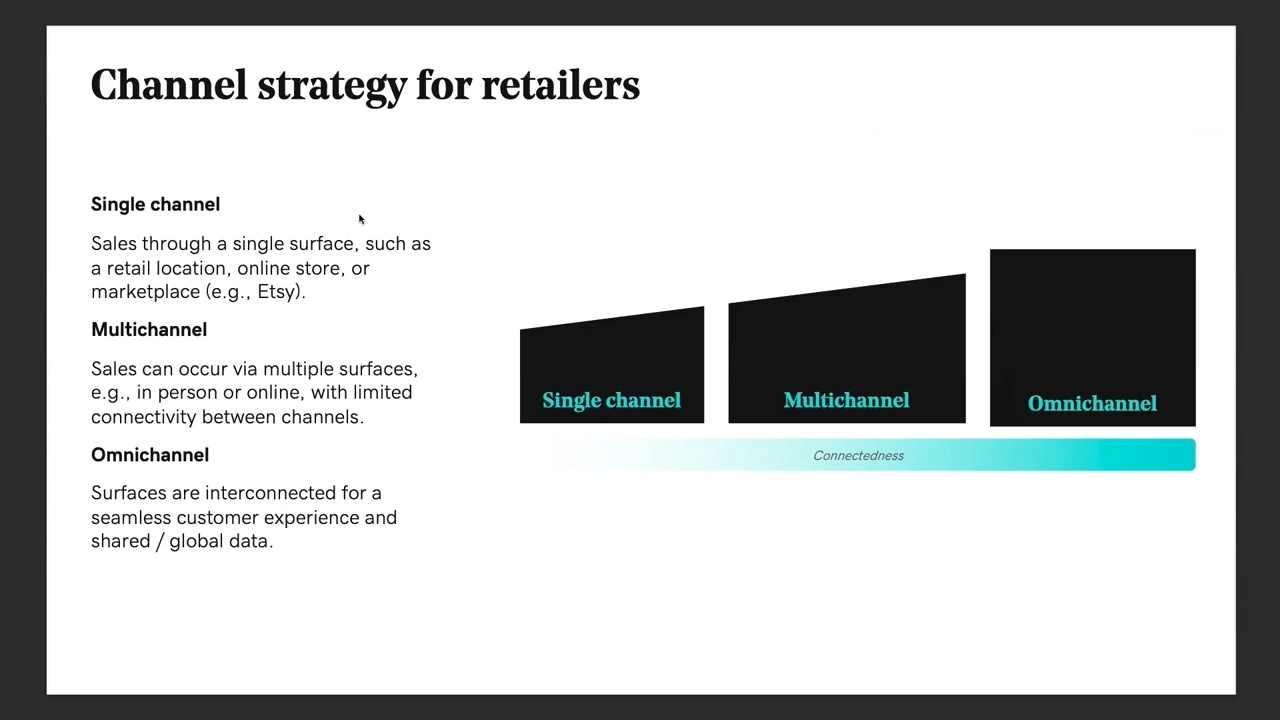 Channel strategy for retailers
Single channel
Sales through a single surface, such as
a retail location, online store, or
marketplace (e.g., Etsy).
Multichannel
Sales can occur via multiple surfaces,
e.g., in person or online, with limited
connectivity between channels.
Omnichannel
Surfaces are interconnected for a
seamless customer experience and
shared / global data.
Single channel
Multichannel
Omnichannel
Connectedness